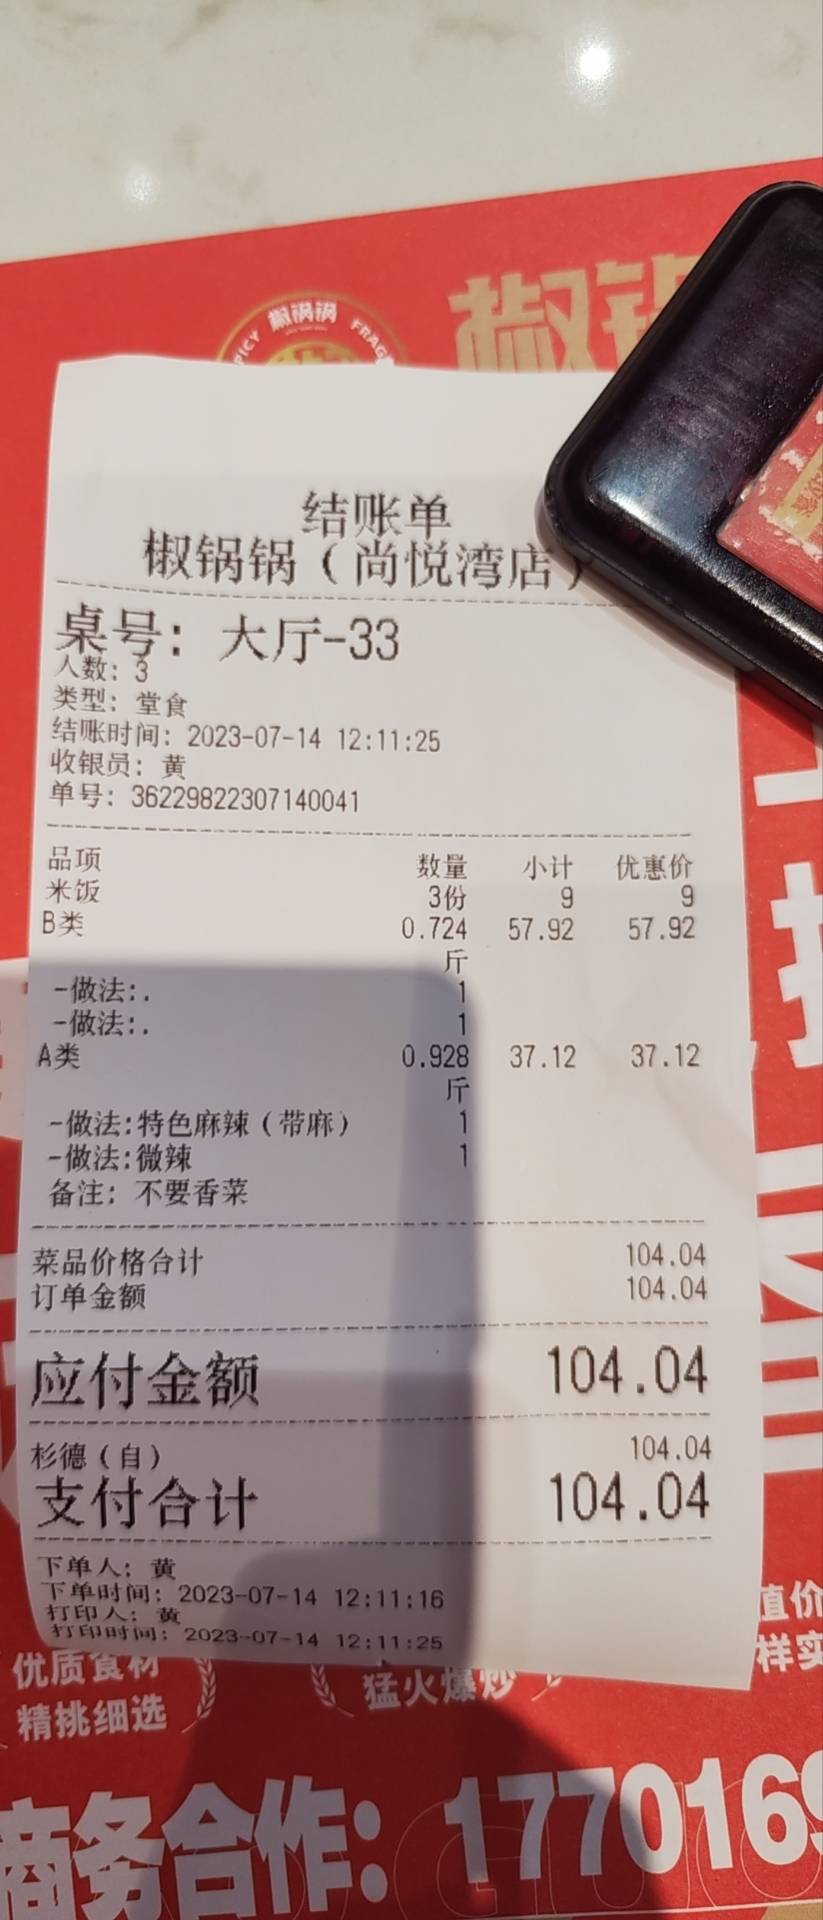 椒锅锅
椒锅
结账单
椒锅锅（尚悦湾店）
桌号：大厅-33
人数：3
类型：堂食
结账时间：2023-07-14 12:11:25
收银员：黄
单号：36229822307140041
品项 数量 小计 优惠价
米饭 3份 9 9
B类 0.724 57.92 57.92
斤
-做法:. 1
-做法:. 1
A类 0.928 37.12 37.12
斤
-做法:特色麻辣（带麻） 1
-做法:微辣 1
备注：不要香菜
菜品价格合计 104.04
订单金额 104.04
应付金额 104.04
杉德（自） 104.04
支付合计 104.04
下单人：黄
下单时间：2023-07-14 12:11:16
打印人：黄
打印时间：2023-07-14 12:11:25
优质食材
精挑细选
猛火爆炒
值价
样实
商务合作：1770169